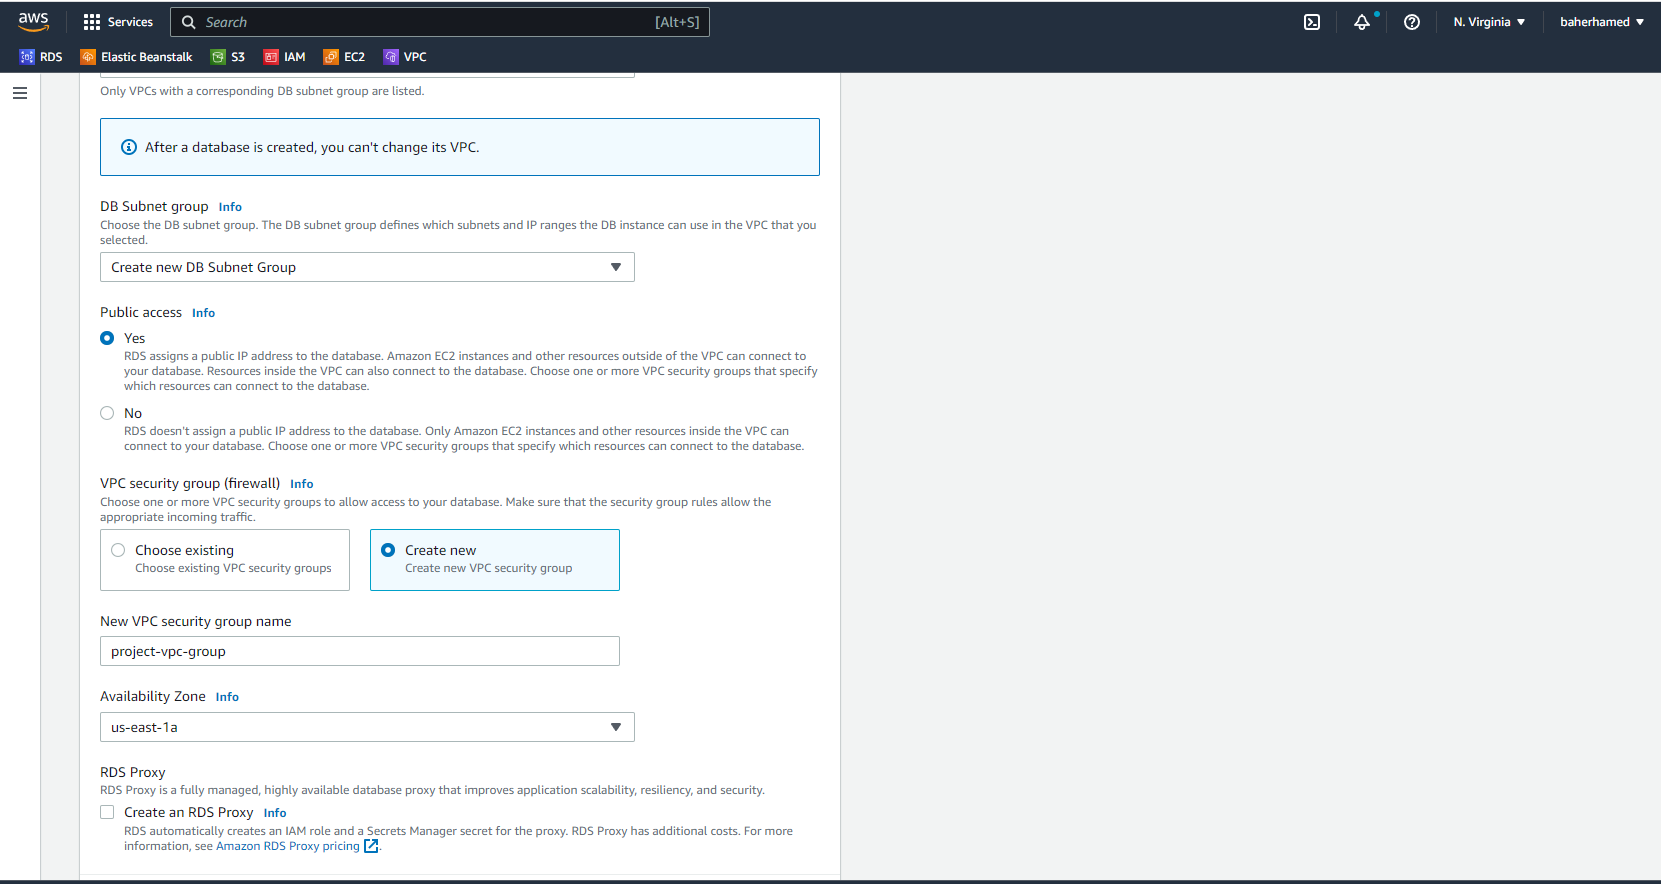 aws
Services
Search
[Alt+S]
N. Virginia
baherhamed
RDS
Elastic Beanstalk
S3
IAM
EC2
VPC
Only VPCs with a corresponding DB subnet group are listed.
After a database is created, you can't change its VPC.
DB Subnet group Info
Choose the DB subnet group. The DB subnet group defines which subnets and IP ranges the DB instance can use in the VPC that you
selected.
Create new DB Subnet Group
Public access Info
Yes
RDS assigns a public IP address to the database. Amazon EC2 instances and other resources outside of the VPC can connect to
your database. Resources inside the VPC can also connect to the database. Choose one or more VPC security groups that specify
which resources can connect to the database.
No
RDS doesn't assign a public IP address to the database. Only Amazon EC2 instances and other resources inside the VPC can
connect to your database. Choose one or more VPC security groups that specify which resources can connect to the database.
VPC security group (firewall) Info
Choose one or more VPC security groups to allow access to your database. Make sure that the security group rules allow the
appropriate incoming traffic.
Choose existing
Choose existing VPC security groups
Create new
Create new VPC security group
New VPC security group name
project-vpc-group
Availability Zone Info
us-east-1a
RDS Proxy
RDS Proxy is a fully managed, highly available database proxy that improves application scalability, resiliency, and security.
Create an RDS Proxy Info
RDS automatically creates an IAM role and a Secrets Manager secret for the proxy. RDS Proxy has additional costs. For more
information, see Amazon RDS Proxy pricing.